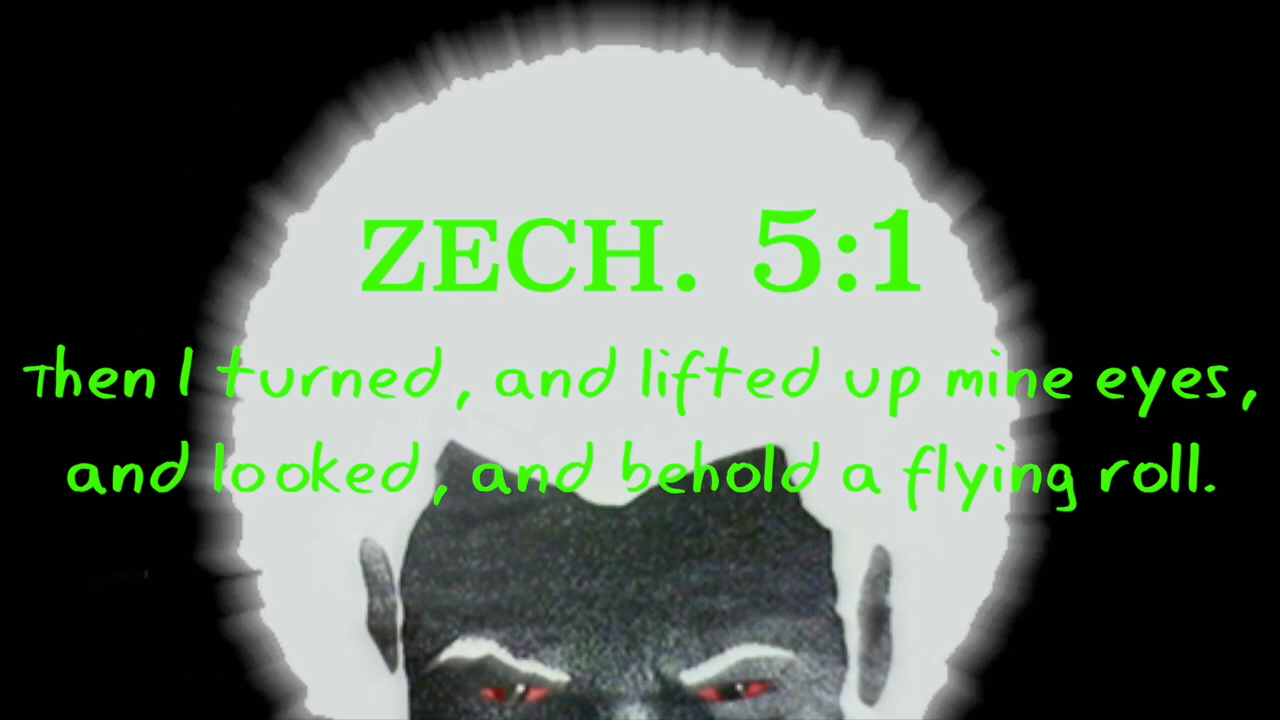 ZECH. 5:1
Then I turned, and lifted up mine eyes,
and looked, and behold a flying roll.